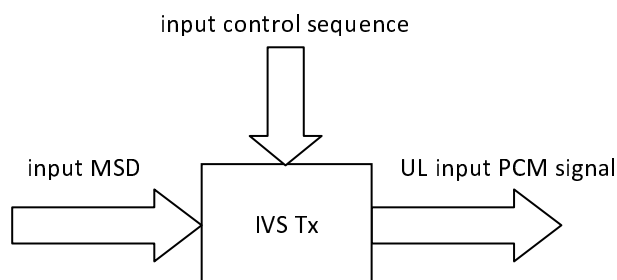 input control sequence
input MSD
UL input PCM signal
IVS Tx